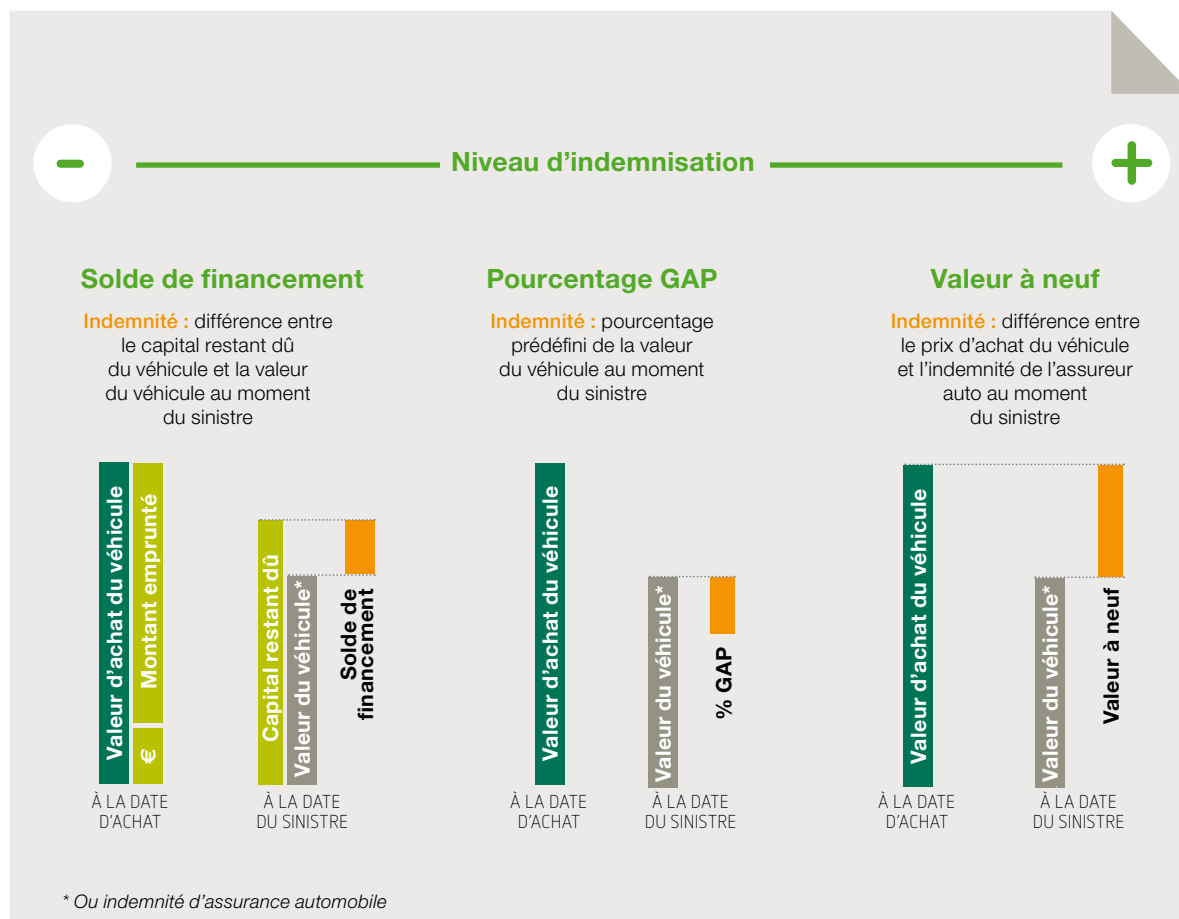 -
Niveau d’indemnisation
+
Solde de financement
Indemnité : différence entre
le capital restant dû
du véhicule et la valeur
du véhicule au moment
du sinistre
Valeur d’achat du véhicule
Montant emprunté
€
À LA DATE
D’ACHAT
Capital restant dû
Valeur du véhicule*
Solde de
financement
À LA DATE
DU SINISTRE
Pourcentage GAP
Indemnité : pourcentage
prédéfini de la valeur
du véhicule au moment
du sinistre
Valeur d’achat du véhicule
À LA DATE
D’ACHAT
Valeur du véhicule*
% GAP
À LA DATE
DU SINISTRE
Valeur à neuf
Indemnité : différence entre
le prix d’achat du véhicule
et l’indemnité de l’assureur
auto au moment
du sinistre
Valeur d’achat du véhicule
À LA DATE
D’ACHAT
Valeur du véhicule*
Valeur à neuf
À LA DATE
DU SINISTRE
* Ou indemnité d’assurance automobile